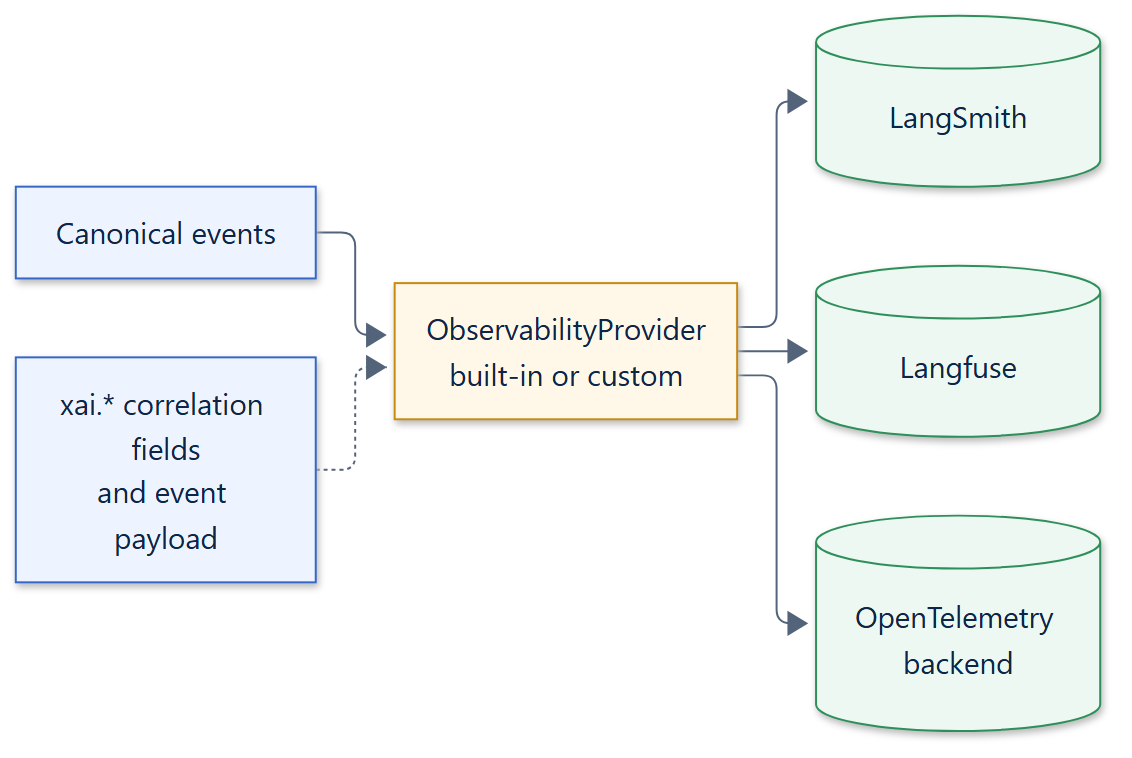 Canonical events
xai.* correlation
fields
and event
payload
ObservabilityProvider
built-in or custom
LangSmith
Langfuse
OpenTelemetry
backend